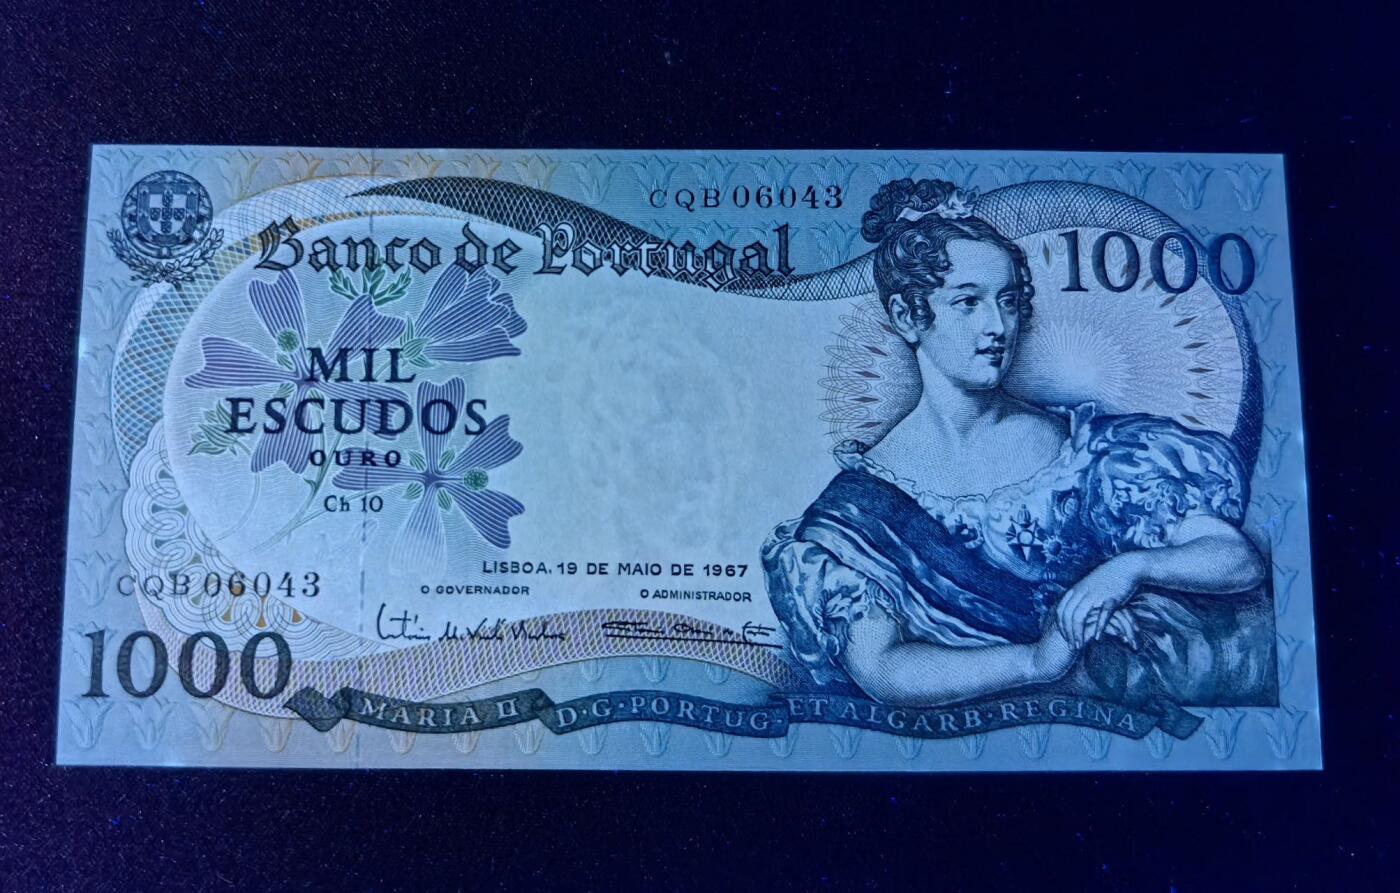 CQB 06043
Banco de Portugal
1000
MIL
ESCUDOS
OURO
Ch 10
LISBOA, 19 DE MAIO DE 1967
O GOVERNADOR
O ADMINISTRADOR
CQB 06043
1000
MARIA II D·G·PORTUG·ET ALGARB·REGINA